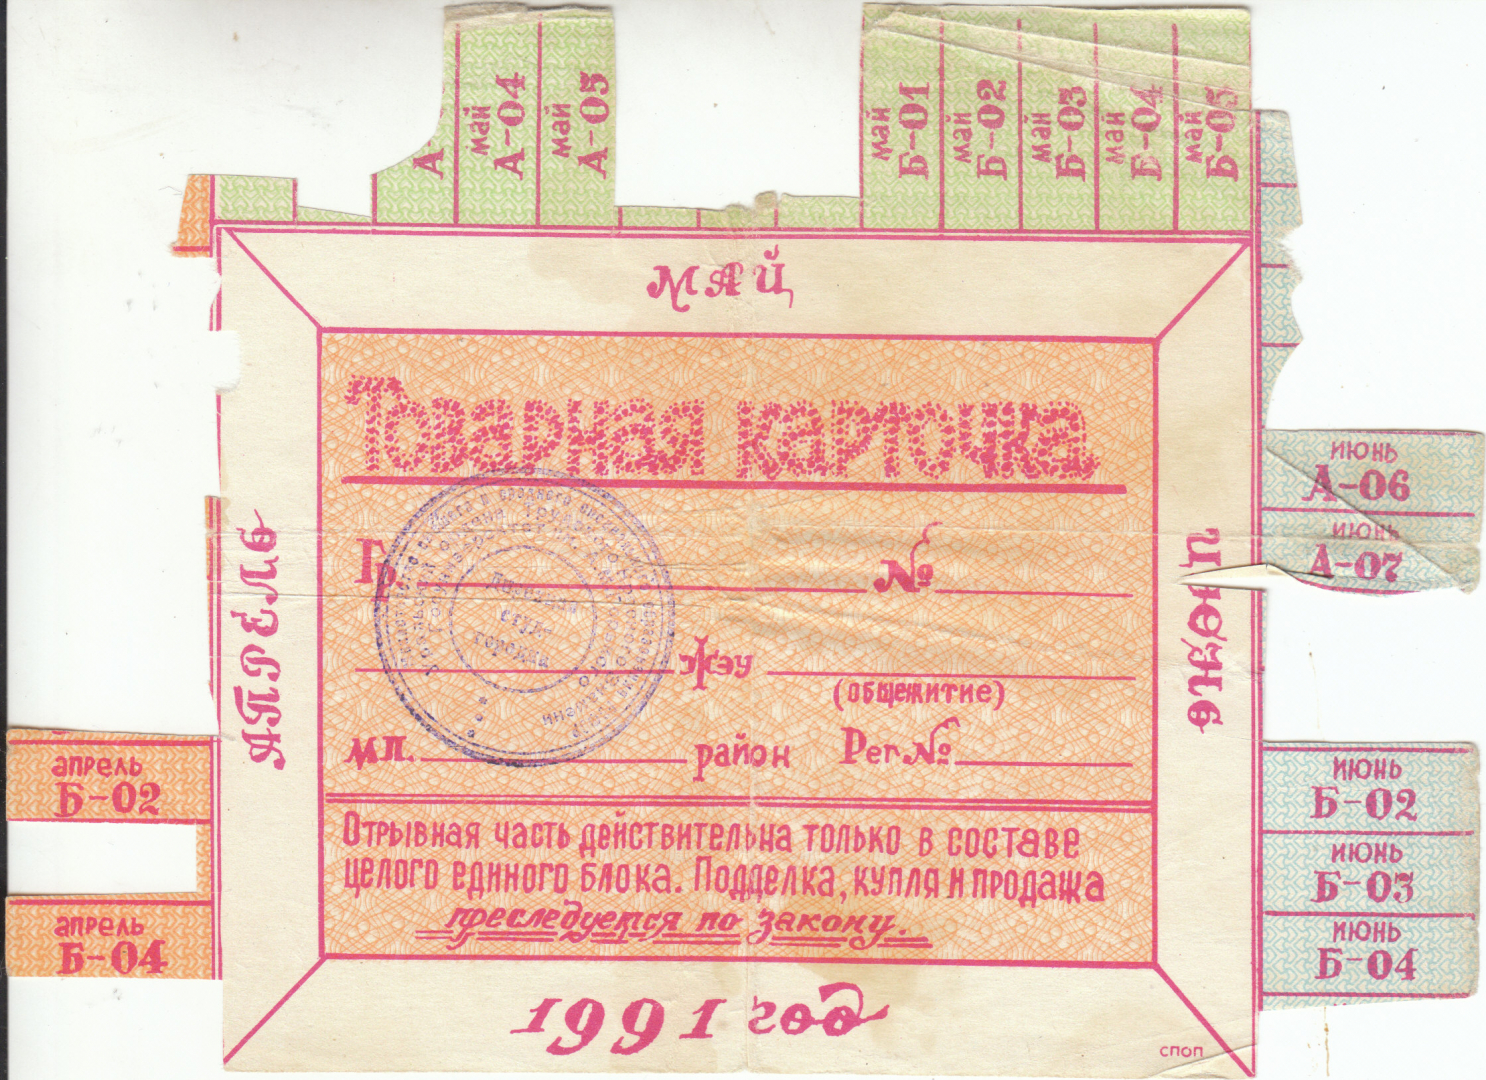 А-
май
А-04
май
А-05
май
Б-01
май
Б-02
май
Б-03
май
Б-04
май
Б-05
МАЙ
Товарная карточка
Г. №
жэу
(общежитие)
мп. район Рег №
Отрывная часть действительна только в составе
целого единого блока. Подделка, купля и продажа
преследуется по закону.
1991 год
спол
АПРЕЛЬ
апрель
Б-02
апрель
Б-04
ИЮНЬ
июнь
А-06
июнь
А-07
июнь
Б-02
июнь
Б-03
июнь
Б-04